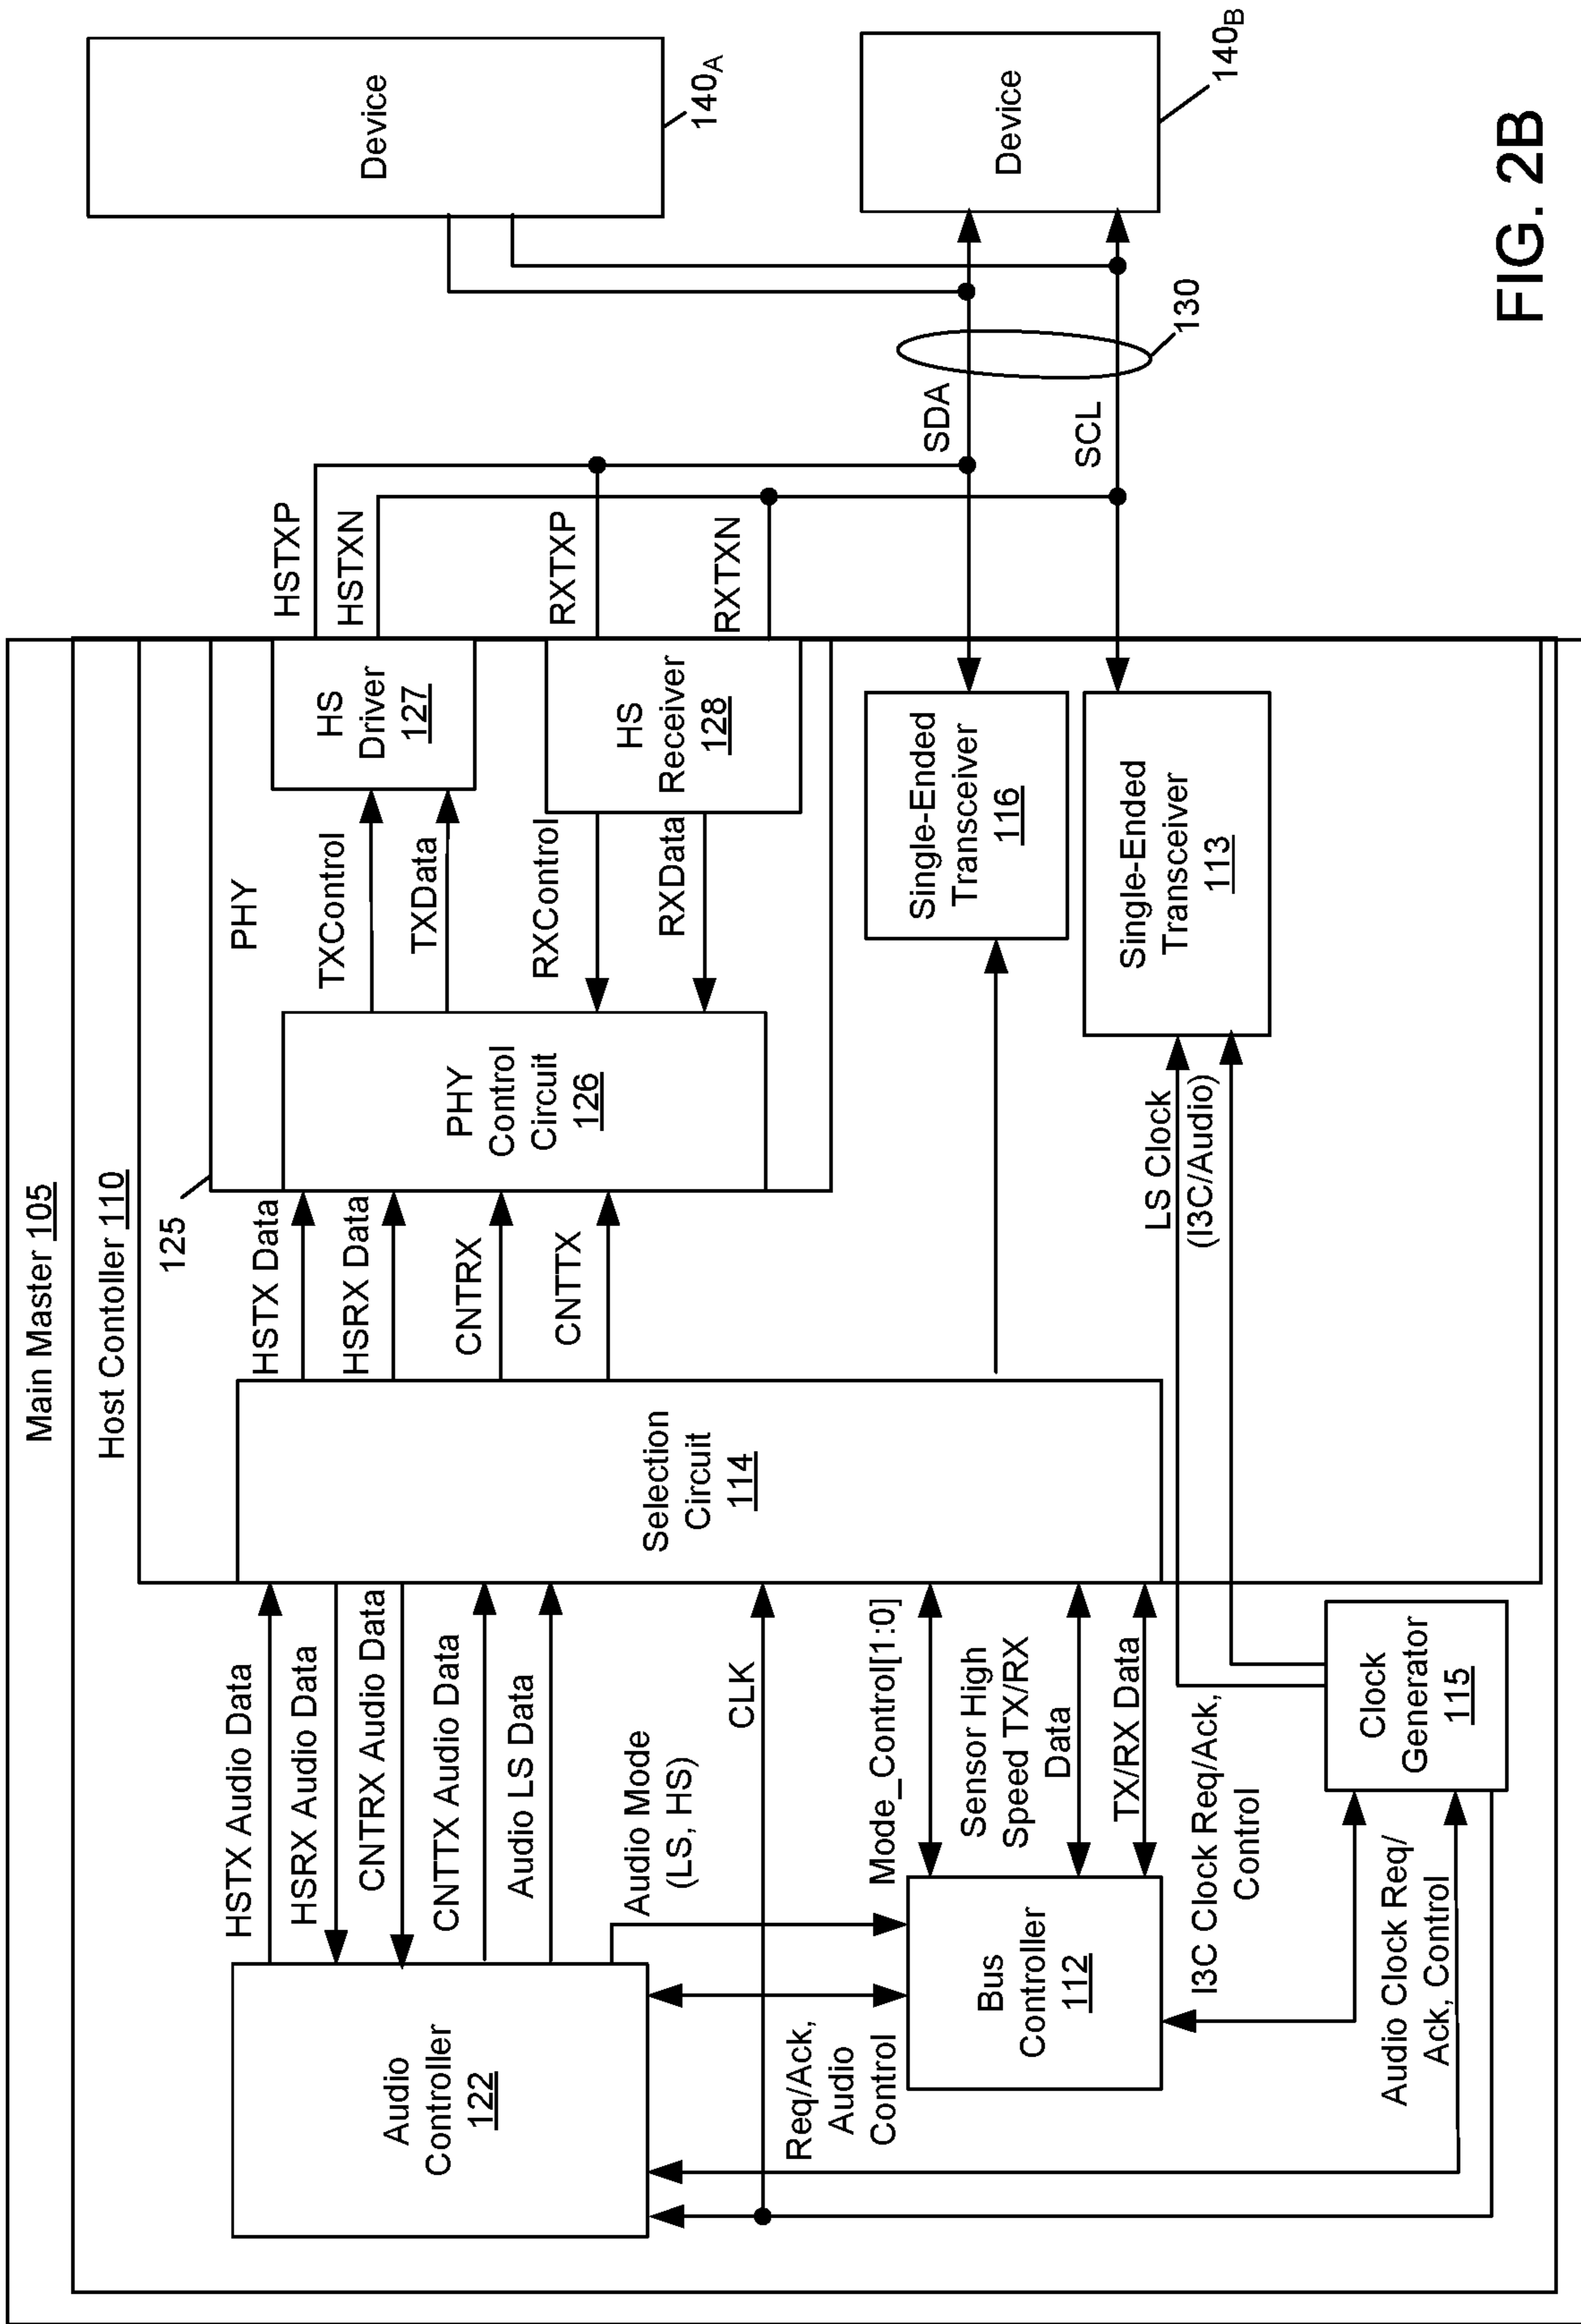 Main Master 105
Host Contoller 110
Audio
Controller
122
HSTX Audio Data
HSRX Audio Data
CNTRX Audio Data
CNTTX Audio Data
Audio LS Data
Audio Mode
(LS, HS)
CLK
Req/Ack,
Audio
Control
Bus
Controller
112
Mode_Control[1:0]
Sensor High
Speed TX/RX
Data
TX/RX Data
I3C Clock Req/Ack,
Control
Audio Clock Req/
Ack, Control
Clock
Generator
115
Selection
Circuit
114
125
HSTX Data
HSRX Data
CNTRX
CNTTX
PHY
PHY
Control
Circuit
126
TXControl
TXData
RXControl
RXData
HS
Driver
127
HS
Receiver
128
LS Clock
(I3C/Audio)
Single-Ended
Transceiver
116
Single-Ended
Transceiver
113
HSTXP
HSTXN
RXTXP
RXTXN
SDA
SCL
130
Device
140A
Device
140B
FIG. 2B